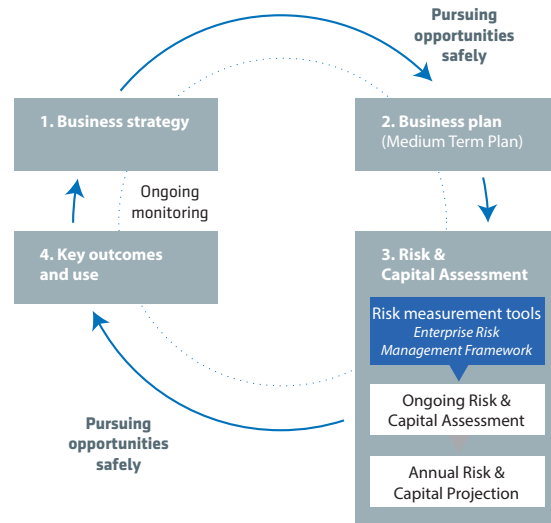 Pursuing
opportunities
safely
1. Business strategy
2. Business plan
(Medium Term Plan)
Ongoing
monitoring
4. Key outcomes
and use
3. Risk &
Capital Assessment
Risk measurement tools
Enterprise Risk
Management Framework
Ongoing Risk &
Capital Assessment
Annual Risk &
Capital Projection
Pursuing
opportunities
safely